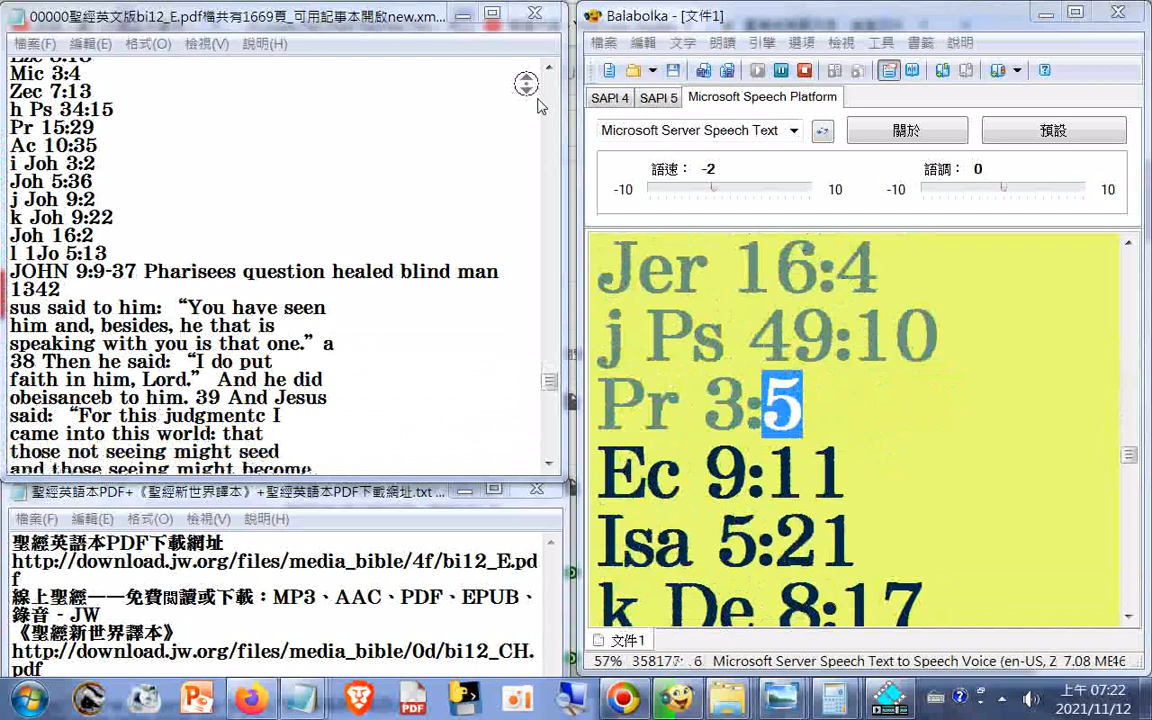 00000聖經英文版bi12_E.pdf檔共有1669頁_可用記事本開啟new.xm...
檔案(F) 編輯(E) 格式(O) 檢視(V) 說明(H)
Mic 3:4
Zec 7:13
h Ps 34:15
Pr 15:29
Ac 10:35
i Joh 3:2
Joh 5:36
j Joh 9:2
k Joh 9:22
Joh 16:2
l 1Jo 5:13
JOHN 9:9-37 Pharisees question healed blind man
1342
sus said to him: “You have seen
him and, besides, he that is
speaking with you is that one.” a
38 Then he said: “I do put
faith in him, Lord.” And he did
obeisanceb to him. 39 And Jesus
said: “For this judgmentc I
came into this world: that
those not seeing might seed
and those seeing might become
聖經英語本PDF+《聖經新世界譯本》+聖經英語本PDF下載網址.txt ...
檔案(F) 編輯(E) 格式(O) 檢視(V) 說明(H)
聖經英語本PDF下載網址
http://download.jw.org/files/media_bible/4f/bi12_E.pd
f
線上聖經——免費閱讀或下載：MP3、AAC、PDF、EPUB、
錄音 - JW
《聖經新世界譯本》
http://download.jw.org/files/media_bible/0d/bi12_CH.
pdf
Balabolka - [文件1]
檔案 編輯 文字 朗讀 引擎 選項 檢視 工具 書籤 說明
SAPI 4 SAPI 5 Microsoft Speech Platform
Microsoft Server Speech Text 關於 預設
語速： -2 語調： 0
-10 10 -10 10
Jer 16:4
j Ps 49:10
Pr 3:5
Ec 9:11
Isa 5:21
k De 8:17
文件1
57% Microsoft Server Speech Text to Speech Voice (en-US, Z 7.08 ME
PDF
上午 07:22
2021/11/12